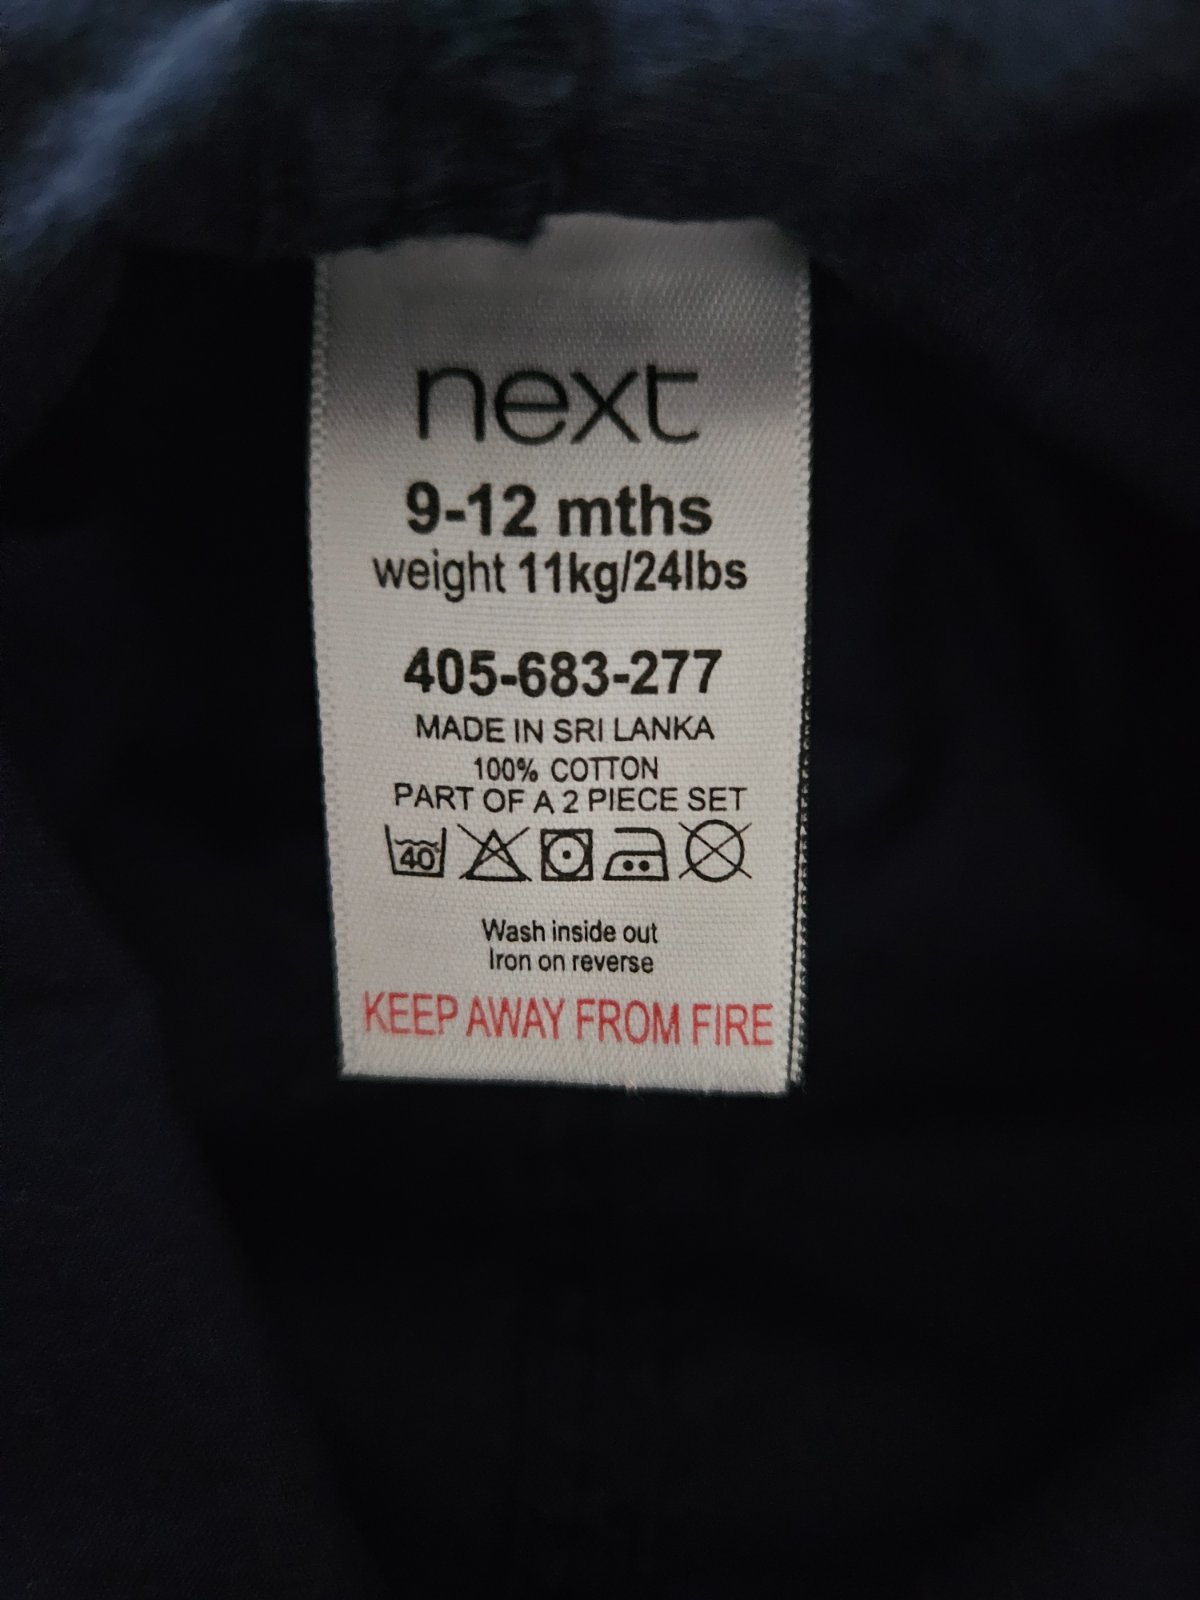 next
9-12 mths
weight 11kg/24lbs
405-683-277
MADE IN SRI LANKA
100% COTTON
PART OF A 2 PIECE SET
40°
Wash inside out
Iron on reverse
KEEP AWAY FROM FIRE